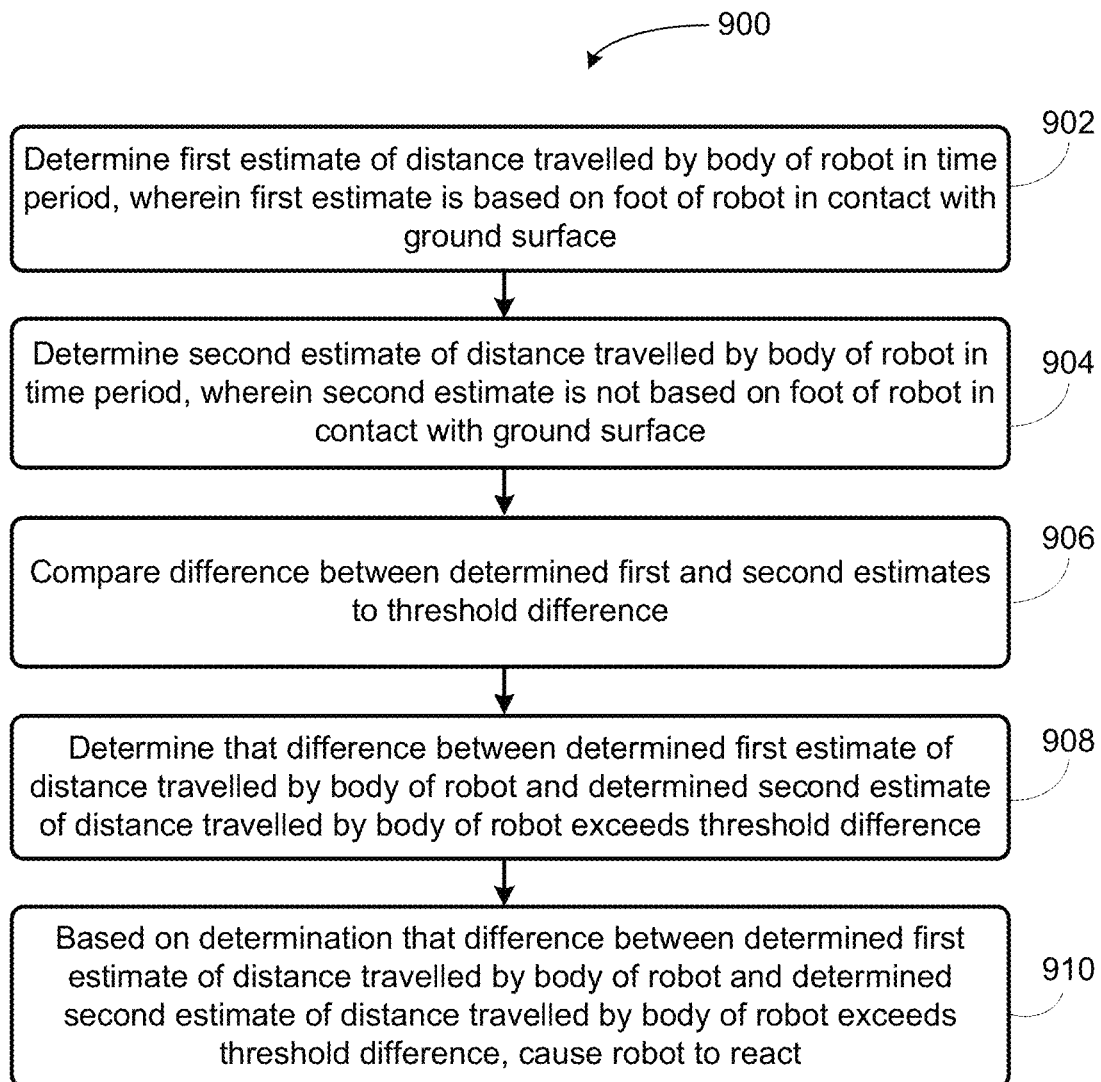 900
902
Determine first estimate of distance travelled by body of robot in time
period, wherein first estimate is based on foot of robot in contact with
ground surface
904
Determine second estimate of distance travelled by body of robot in
time period, wherein second estimate is not based on foot of robot in
contact with ground surface
906
Compare difference between determined first and second estimates
to threshold difference
908
Determine that difference between determined first estimate of
distance travelled by body of robot and determined second estimate
of distance travelled by body of robot exceeds threshold difference
910
Based on determination that difference between determined first
estimate of distance travelled by body of robot and determined
second estimate of distance travelled by body of robot exceeds
threshold difference, cause robot to react